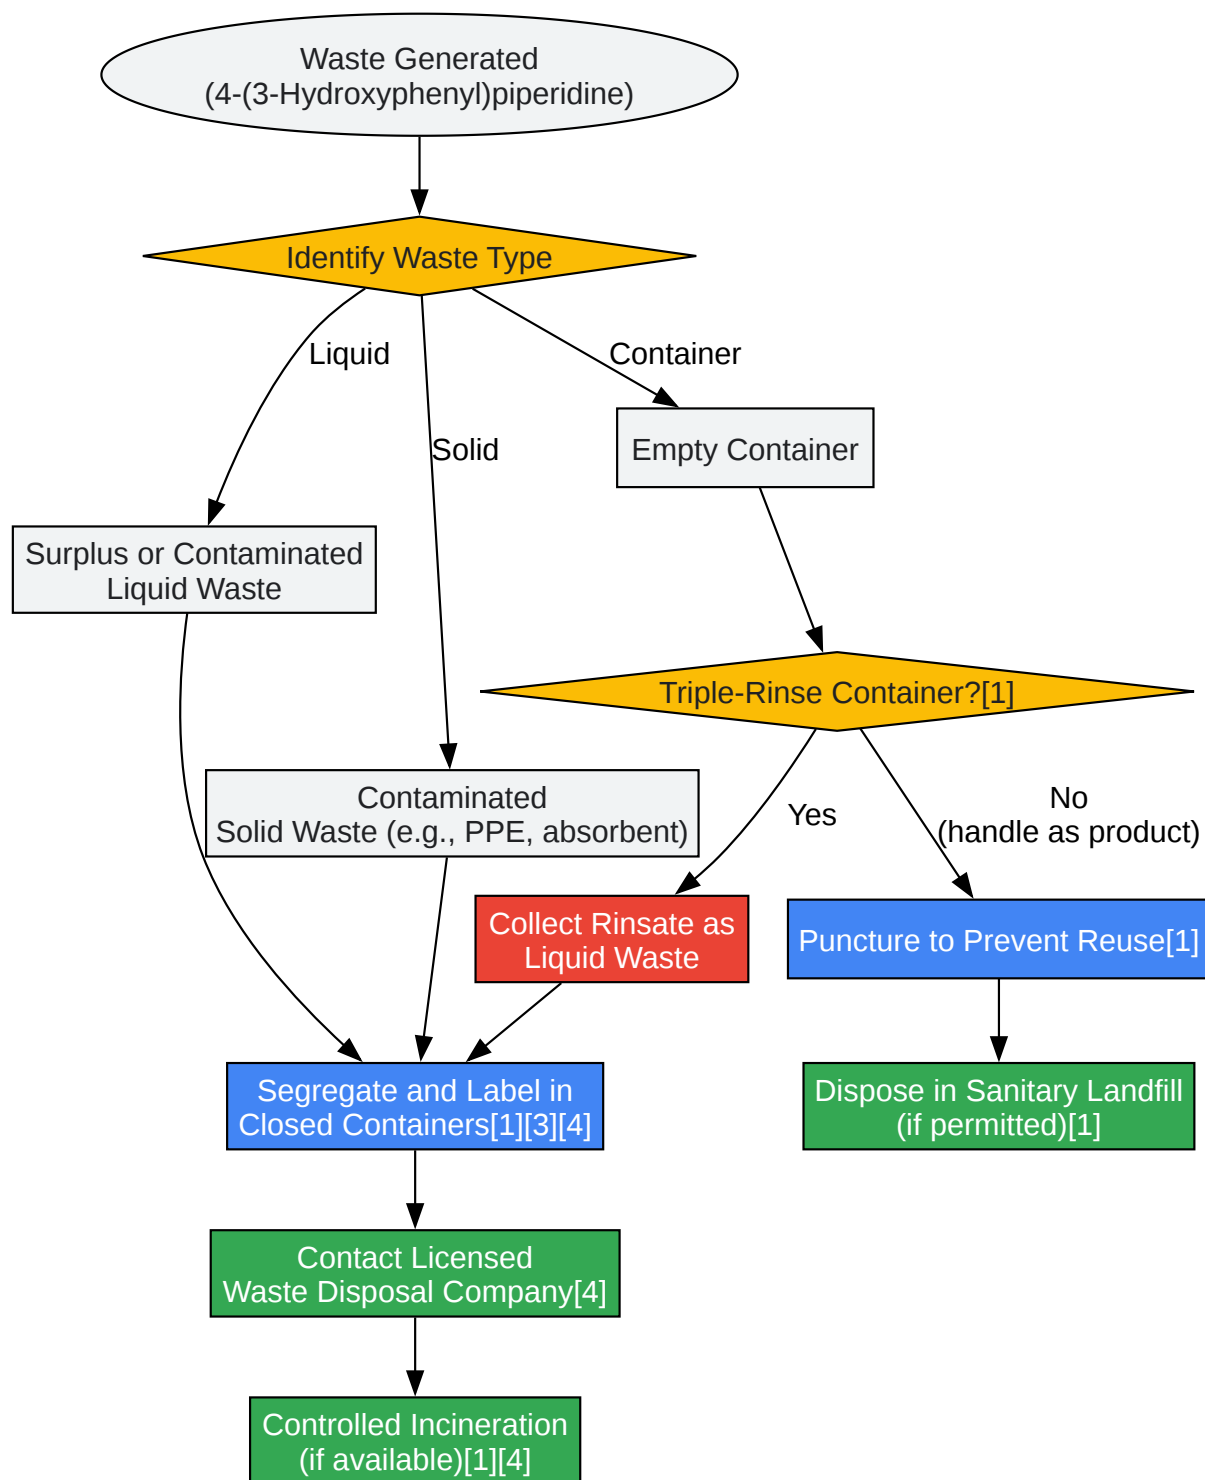 Waste Generated
(4-(3-Hydroxyphenyl)piperidine)
Identify Waste Type
Liquid
Container
Solid
Empty Container
Surplus or Contaminated
Liquid Waste
Triple-Rinse Container?[1]
Contaminated
Solid Waste (e.g., PPE, absorbent)
Yes
No
(handle as product)
Collect Rinsate as
Liquid Waste
Puncture to Prevent Reuse[1]
Segregate and Label in
Closed Containers[1][3][4]
Dispose in Sanitary Landfill
(if permitted)[1]
Contact Licensed
Waste Disposal Company[4]
Controlled Incineration
(if available)[1][4]